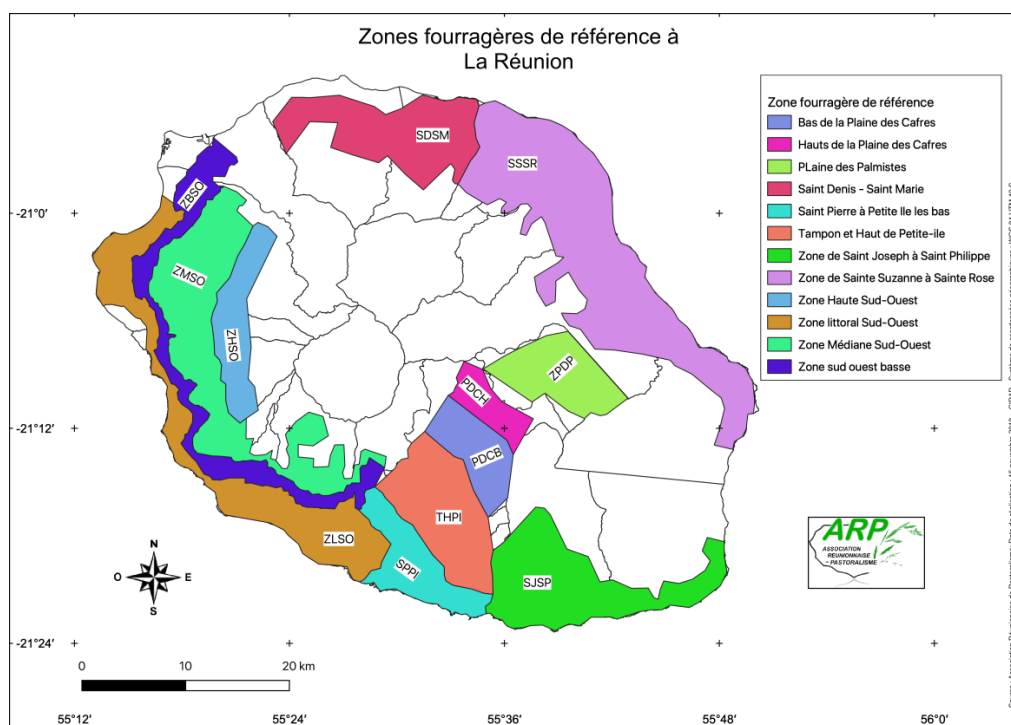 Zones fourragères de référence à
La Réunion
Zone fourragère de référence
Bas de la Plaine des Cafres
Hauts de la Plaine des Cafres
PLaine des Palmistes
Saint Denis - Saint Marie
Saint Pierre à Petite Ile les bas
Tampon et Haut de Petite-ile
Zone de Saint Joseph à Saint Philippe
Zone de Sainte Suzanne à Sainte Rose
Zone Haute Sud-Ouest
Zone littoral Sud-Ouest
Zone Médiane Sud-Ouest
Zone sud ouest basse
SDSM
SSSR
ZBSO
ZMSO
ZHSO
ZPDP
PDCH
PDCB
THPI
ZLSO
SPPI
SJSP
-21°0'
-21°12'
-21°24'
N
O
E
S
0
10
20 km
55°12'
55°24'
55°36'
55°48'
56°0'
ARP
ASSOCIATION
REUNIONNAISE
PASTORALISME